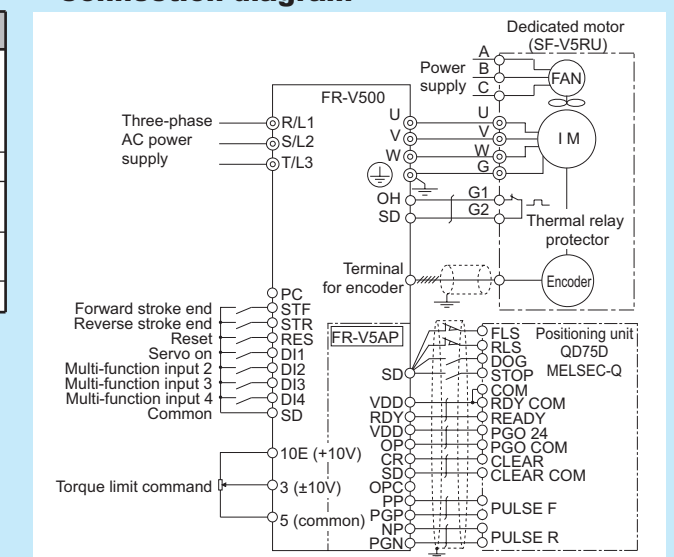 Connection diagram
Dedicated motor
(SF-V5RU)
Power
supply
A
B
C
FAN
FR-V500
Three-phase
AC power
supply
R/L1
S/L2
T/L3
U
V
W
U
V
W
G
I M
OH
SD
G1
G2
Thermal relay
protector
Terminal
for encoder
Encoder
PC
Forward stroke end
STF
Reverse stroke end
STR
Reset
RES
Servo on
DI1
Multi-function input 2
DI2
Multi-function input 3
DI3
Multi-function input 4
DI4
Common
SD
10E (+10V)
Torque limit command
3 (±10V)
5 (common)
FR-V5AP
SD
VDD
RDY
VDD
OP
CR
SD
OPC
PP
PGP
NP
PGN
Positioning unit
QD75D
MELSEC-Q
FLS
RLS
DOG
STOP
COM
RDY COM
READY
PGO 24
PGO COM
CLEAR
CLEAR COM
PULSE F
PULSE R